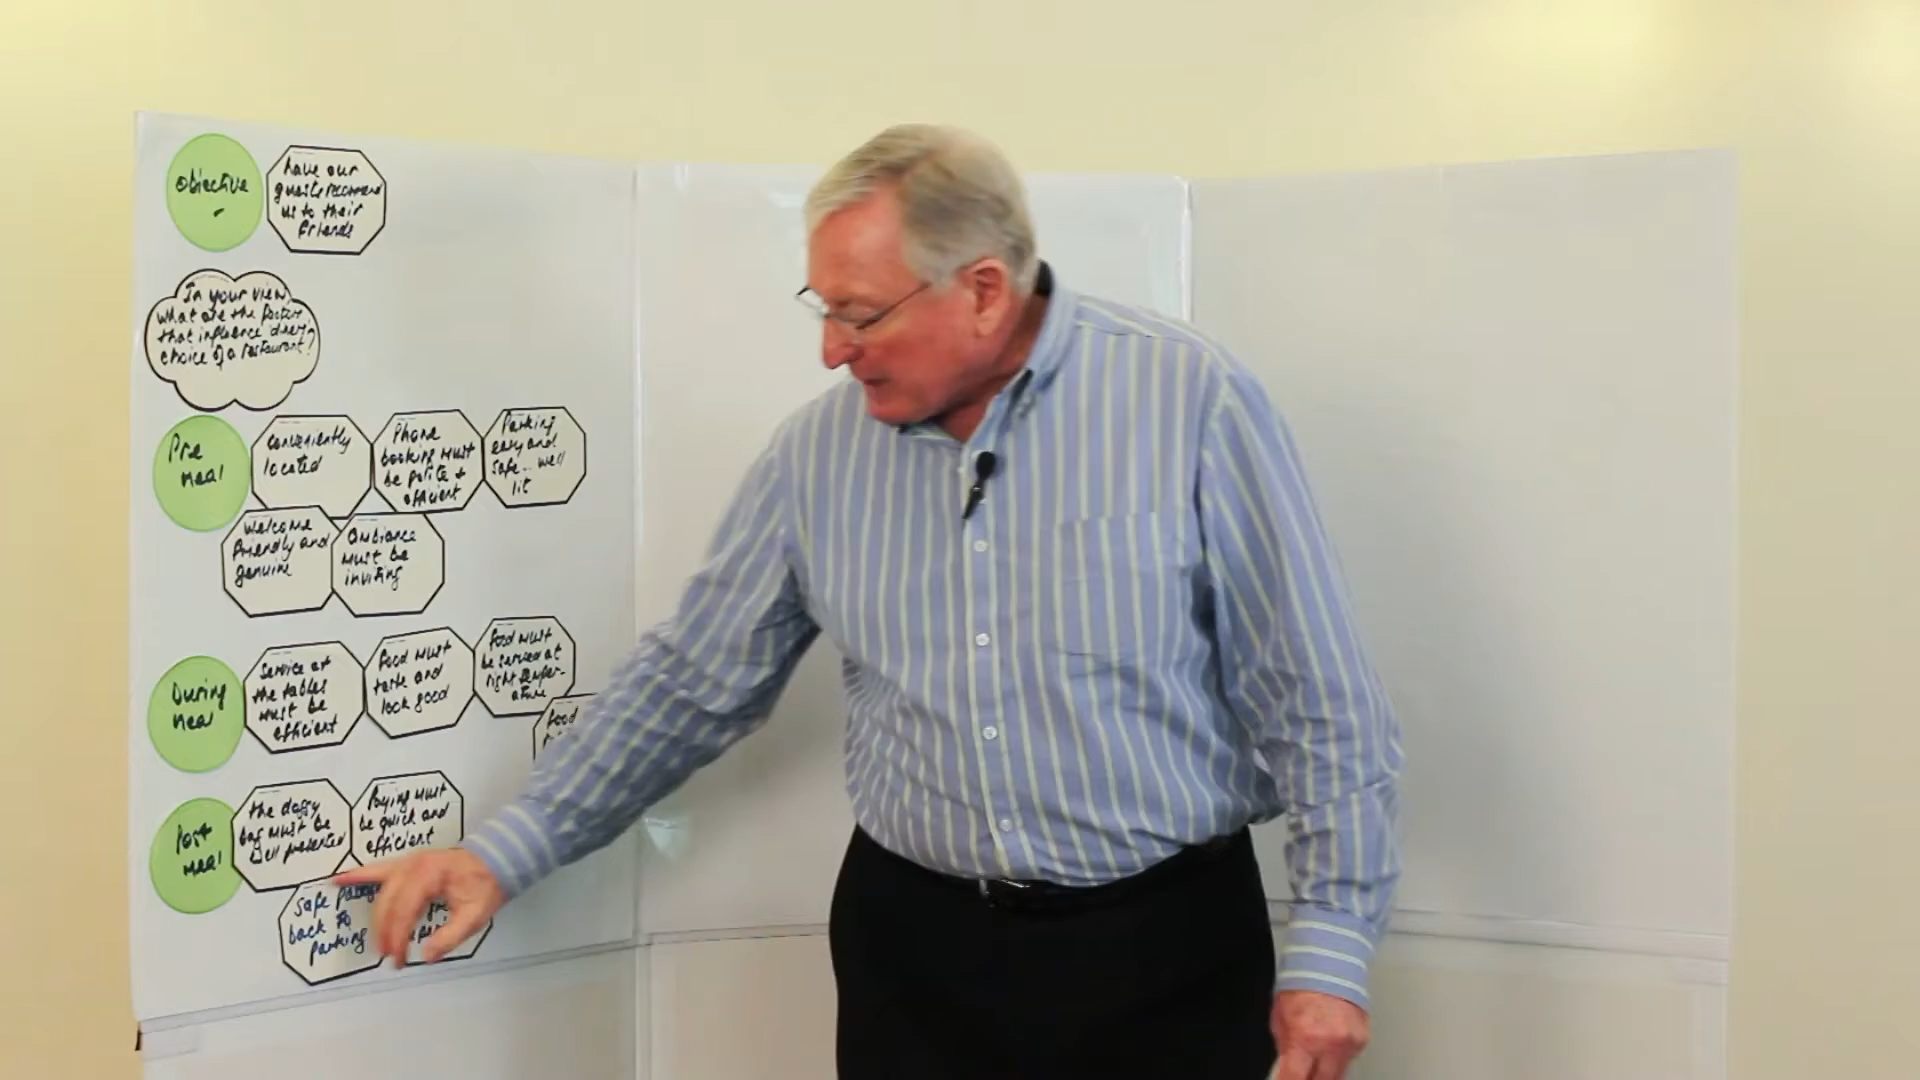 Objective
have our
guests recommend
us to their
friends
In your view,
what are the factors
that influence diners
choice of a restaurant?
Pre
meal
Conveniently
located
Phone
booking must
be polite +
efficient
Parking
easy and
safe.. well
lit
Welcome
friendly and
genuine
Ambiance
must be
inviting
During
meal
Service at
the tables
must be
efficient
Food must
taste and
look good
Food must
be served at
right temper-
ature
Food
Post
meal
The doggy
bag must be
well presented
Paying must
be quick and
efficient
Safe
back to
parking